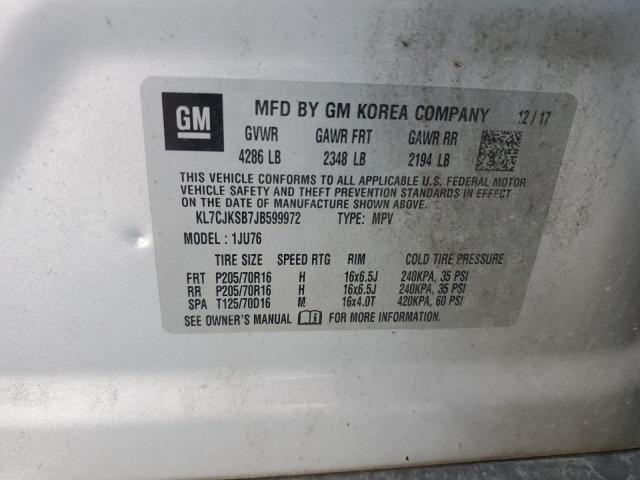 GM
MFD BY GM KOREA COMPANY 12/17
GVWR GAWR FRT GAWR RR
4286 LB 2348 LB 2194 LB
THIS VEHICLE CONFORMS TO ALL APPLICABLE U.S. FEDERAL MOTOR
VEHICLE SAFETY AND THEFT PREVENTION STANDARDS IN EFFECT
ON THE DATE OF MANUFACTURE SHOWN ABOVE.
KL7CJKSB7JB599972 TYPE: MPV
MODEL: 1JU76
TIRE SIZE SPEED RTG RIM COLD TIRE PRESSURE
FRT P205/70R16 H 16x6.5J 240KPA, 35 PSI
RR P205/70R16 H 16x6.5J 240KPA, 35 PSI
SPA T125/70D16 M 16x4.0T 420KPA, 60 PSI
SEE OWNER'S MANUAL FOR MORE INFORMATION